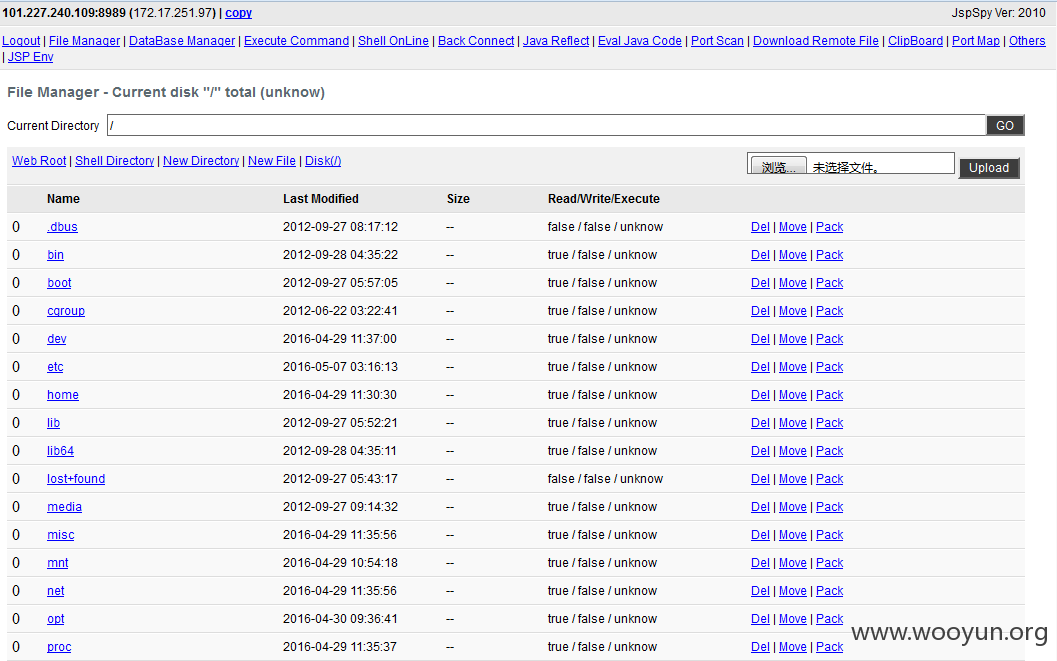 101.227.240.109:8989 (172.17.251.97) | copy JspSpy Ver: 2010
Logout | File Manager | DataBase Manager | Execute Command | Shell OnLine | Back Connect | Java Reflect | Eval Java Code | Port Scan | Download Remote File | ClipBoard | Port Map | Others
| JSP Env
File Manager - Current disk "/" total (unknow)
Current Directory / GO
Web Root | Shell Directory | New Directory | New File | Disk(/) 浏览... 未选择文件。 Upload
Name Last Modified Size Read/Write/Execute
0 .dbus 2012-09-27 08:17:12 -- false / false / unknow Del | Move | Pack
0 bin 2012-09-28 04:35:22 -- true / false / unknow Del | Move | Pack
0 boot 2012-09-27 05:57:05 -- true / false / unknow Del | Move | Pack
0 cgroup 2012-06-22 03:22:41 -- true / false / unknow Del | Move | Pack
0 dev 2016-04-29 11:37:00 -- true / false / unknow Del | Move | Pack
0 etc 2016-05-07 03:16:13 -- true / false / unknow Del | Move | Pack
0 home 2016-04-29 11:30:30 -- true / false / unknow Del | Move | Pack
0 lib 2012-09-27 05:52:21 -- true / false / unknow Del | Move | Pack
0 lib64 2012-09-28 04:35:11 -- true / false / unknow Del | Move | Pack
0 lost+found 2012-09-27 05:43:17 -- false / false / unknow Del | Move | Pack
0 media 2012-09-27 09:14:32 -- true / false / unknow Del | Move | Pack
0 misc 2016-04-29 11:35:56 -- true / false / unknow Del | Move | Pack
0 mnt 2016-04-29 10:54:18 -- true / false / unknow Del | Move | Pack
0 net 2016-04-29 11:35:56 -- true / false / unknow Del | Move | Pack
0 opt 2016-04-30 09:36:41 -- true / false / unknow Del | Move | Pack
www.wooyun.org
0 proc 2016-04-29 11:35:37 -- true / false / unknow Del | Move | Pack